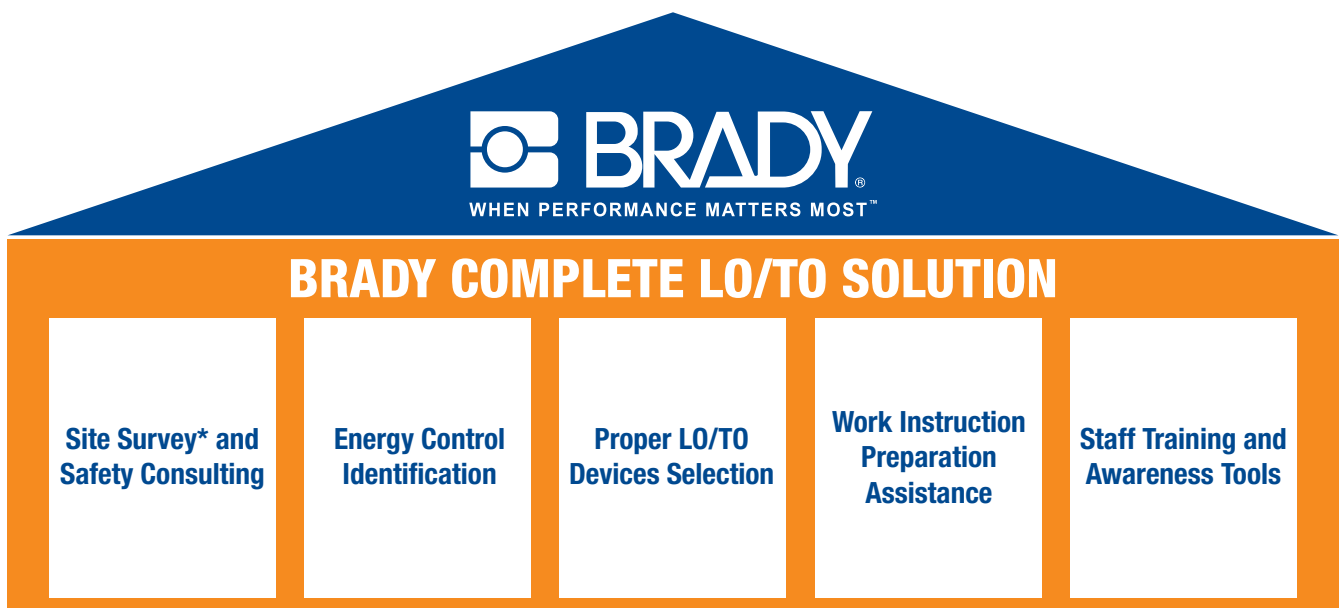 BRADY®
WHEN PERFORMANCE MATTERS MOST™
BRADY COMPLETE LO/TO SOLUTION
Site Survey* and
Safety Consulting
Energy Control
Identification
Proper LO/TO
Devices Selection
Work Instruction
Preparation
Assistance
Staff Training and
Awareness Tools